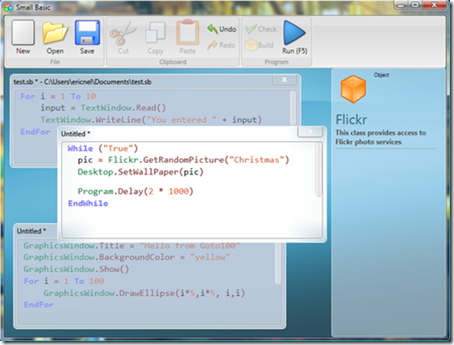 Small Basic
New
Open
Save
File
Cut
Copy
Paste
Undo
Redo
Clipboard
Check
Build
Run (F5)
Program
test.sb * - C:\Users\ericnel\Documents\test.sb
For i = 1 To 10
input = TextWindow.Read()
TextWindow.WriteLine("You entered " + input)
EndFor
Untitled *
While ("True")
pic = Flickr.GetRandomPicture("Christmas")
Desktop.SetWallPaper(pic)
Program.Delay(2 * 1000)
EndWhile
Untitled *
GraphicsWindow.Title = "Hello from Goto100"
GraphicsWindow.BackgroundColor = "yellow"
GraphicsWindow.Show()
For i = 1 To 100
GraphicsWindow.DrawEllipse(i*5,i*5, i,i)
EndFor
Object
Flickr
This class provides access to
Flickr photo services